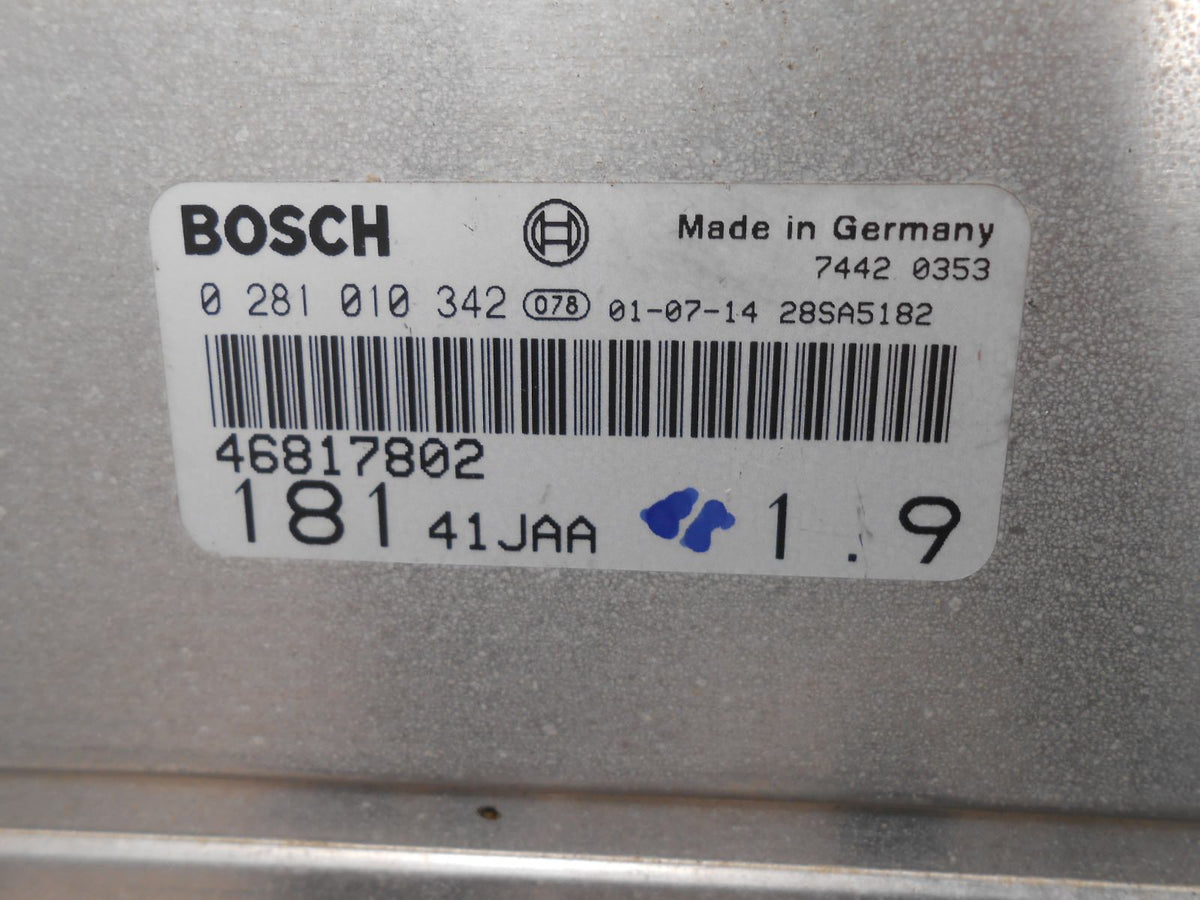 BOSCH Made in Germany
7442 0353
0 281 010 342 078 01-07-14 28SA5182
46817802
181 41JAA 1.9